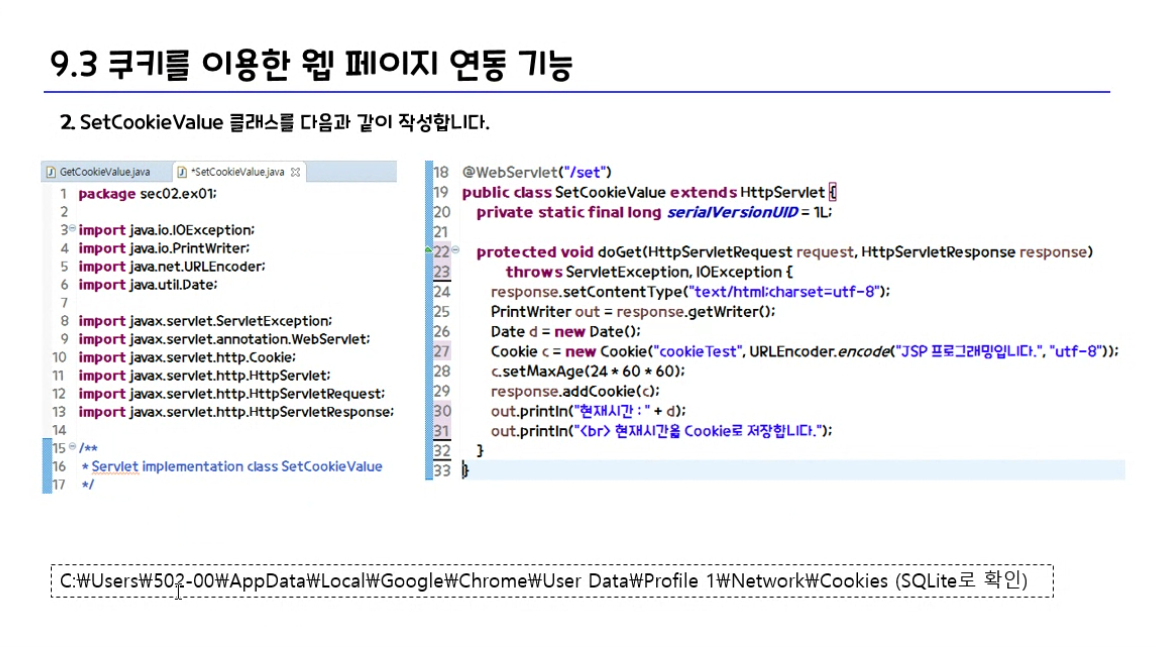 9.3 쿠키를 이용한 웹 페이지 연동 기능
2. SetCookieValue 클래스를 다음과 같이 작성합니다.
GetCookieValue.java *SetCookieValue.java
1 package sec02.ex01;
2
3 import java.io.IOException;
4 import java.io.PrintWriter;
5 import java.net.URLEncoder;
6 import java.util.Date;
7
8 import javax.servlet.ServletException;
9 import javax.servlet.annotation.WebServlet;
10 import javax.servlet.http.Cookie;
11 import javax.servlet.http.HttpServlet;
12 import javax.servlet.http.HttpServletRequest;
13 import javax.servlet.http.HttpServletResponse;
14
15 /**
16 * Servlet implementation class SetCookieValue
17 */
18 @WebServlet("/set")
19 public class SetCookieValue extends HttpServlet {
20 private static final long serialVersionUID = 1L;
21
22 protected void doGet(HttpServletRequest request, HttpServletResponse response)
23 throws ServletException, IOException {
24 response.setContentType("text/html;charset=utf-8");
25 PrintWriter out = response.getWriter();
26 Date d = new Date();
27 Cookie c = new Cookie("cookieTest", URLEncoder.encode("JSP 프로그래밍입니다.", "utf-8"));
28 c.setMaxAge(24 * 60 * 60);
29 response.addCookie(c);
30 out.println("현재시간 : " + d);
31 out.println("<br> 현재시간을 Cookie로 저장합니다.");
32 }
33 }
C:₩Users₩502-00₩AppData₩Local₩Google₩Chrome₩User Data₩Profile 1₩Network₩Cookies (SQLite로 확인)